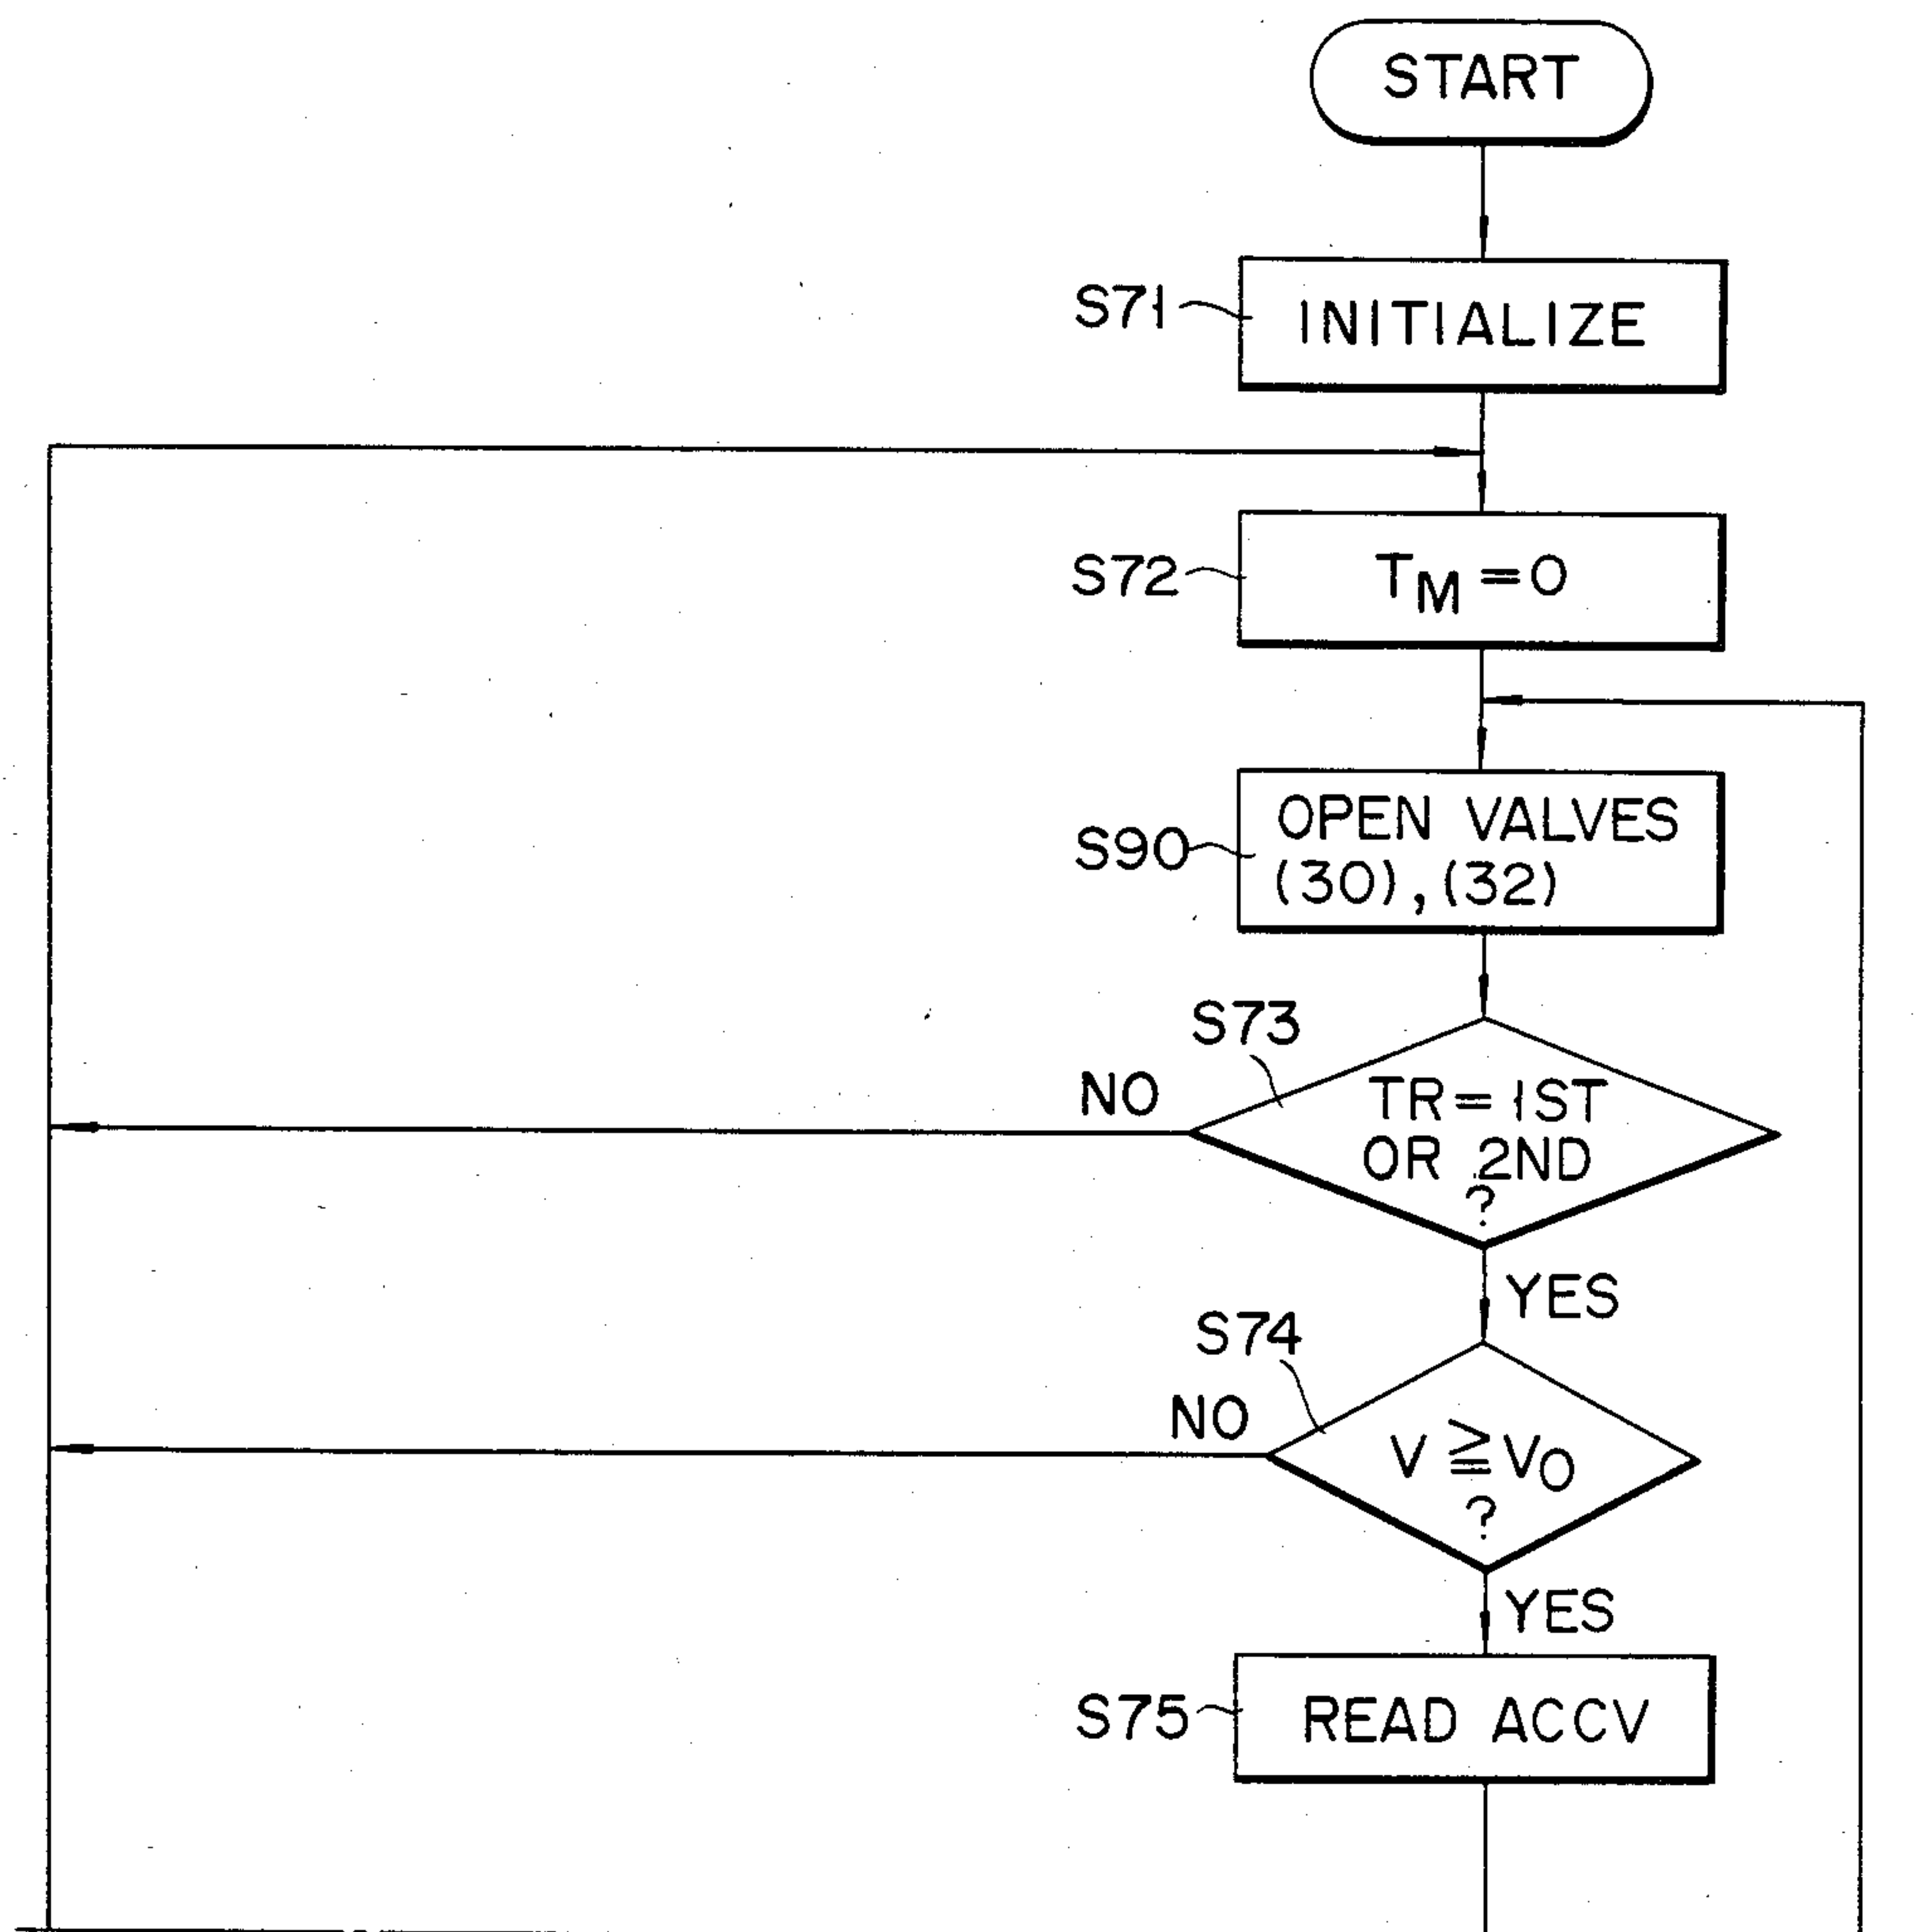 START
S71
INITIALIZE
S72
TM = 0
S90
OPEN VALVES
(30), (32)
S73
NO
TR = 1ST
OR 2ND
?
YES
S74
NO
V ≧ VO
?
YES
S75
READ ACCV